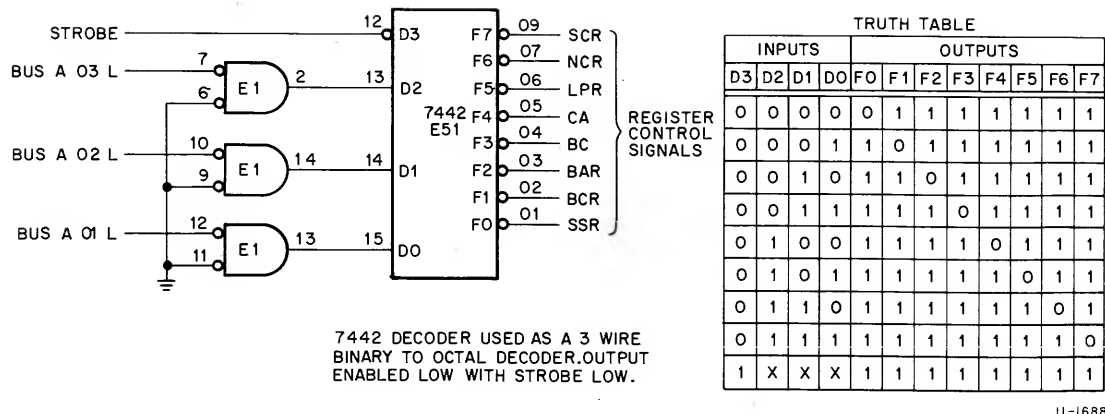 STROBE
BUS A 03 L
BUS A 02 L
BUS A 01 L
7
6
E1
2
10
9
E1
14
12
11
E1
13
12
13
14
15
D3
D2
D1
D0
7442
E51
F7
F6
F5
F4
F3
F2
F1
F0
09
07
06
05
04
03
02
01
SCR
NCR
LPR
CA
BC
BAR
BCR
SSR
REGISTER
CONTROL
SIGNALS
7442 DECODER USED AS A 3 WIRE
BINARY TO OCTAL DECODER.OUTPUT
ENABLED LOW WITH STROBE LOW.
TRUTH TABLE
INPUTS OUTPUTS
D3 D2 D1 D0 F0 F1 F2 F3 F4 F5 F6 F7
0 0 0 0 0 1 1 1 1 1 1 1
0 0 0 1 1 0 1 1 1 1 1 1
0 0 1 0 1 1 0 1 1 1 1 1
0 0 1 1 1 1 1 0 1 1 1 1
0 1 0 0 1 1 1 1 0 1 1 1
0 1 0 1 1 1 1 1 1 0 1 1
0 1 1 0 1 1 1 1 1 1 0 1
0 1 1 1 1 1 1 1 1 1 1 0
1 X X X 1 1 1 1 1 1 1 1
11-1688